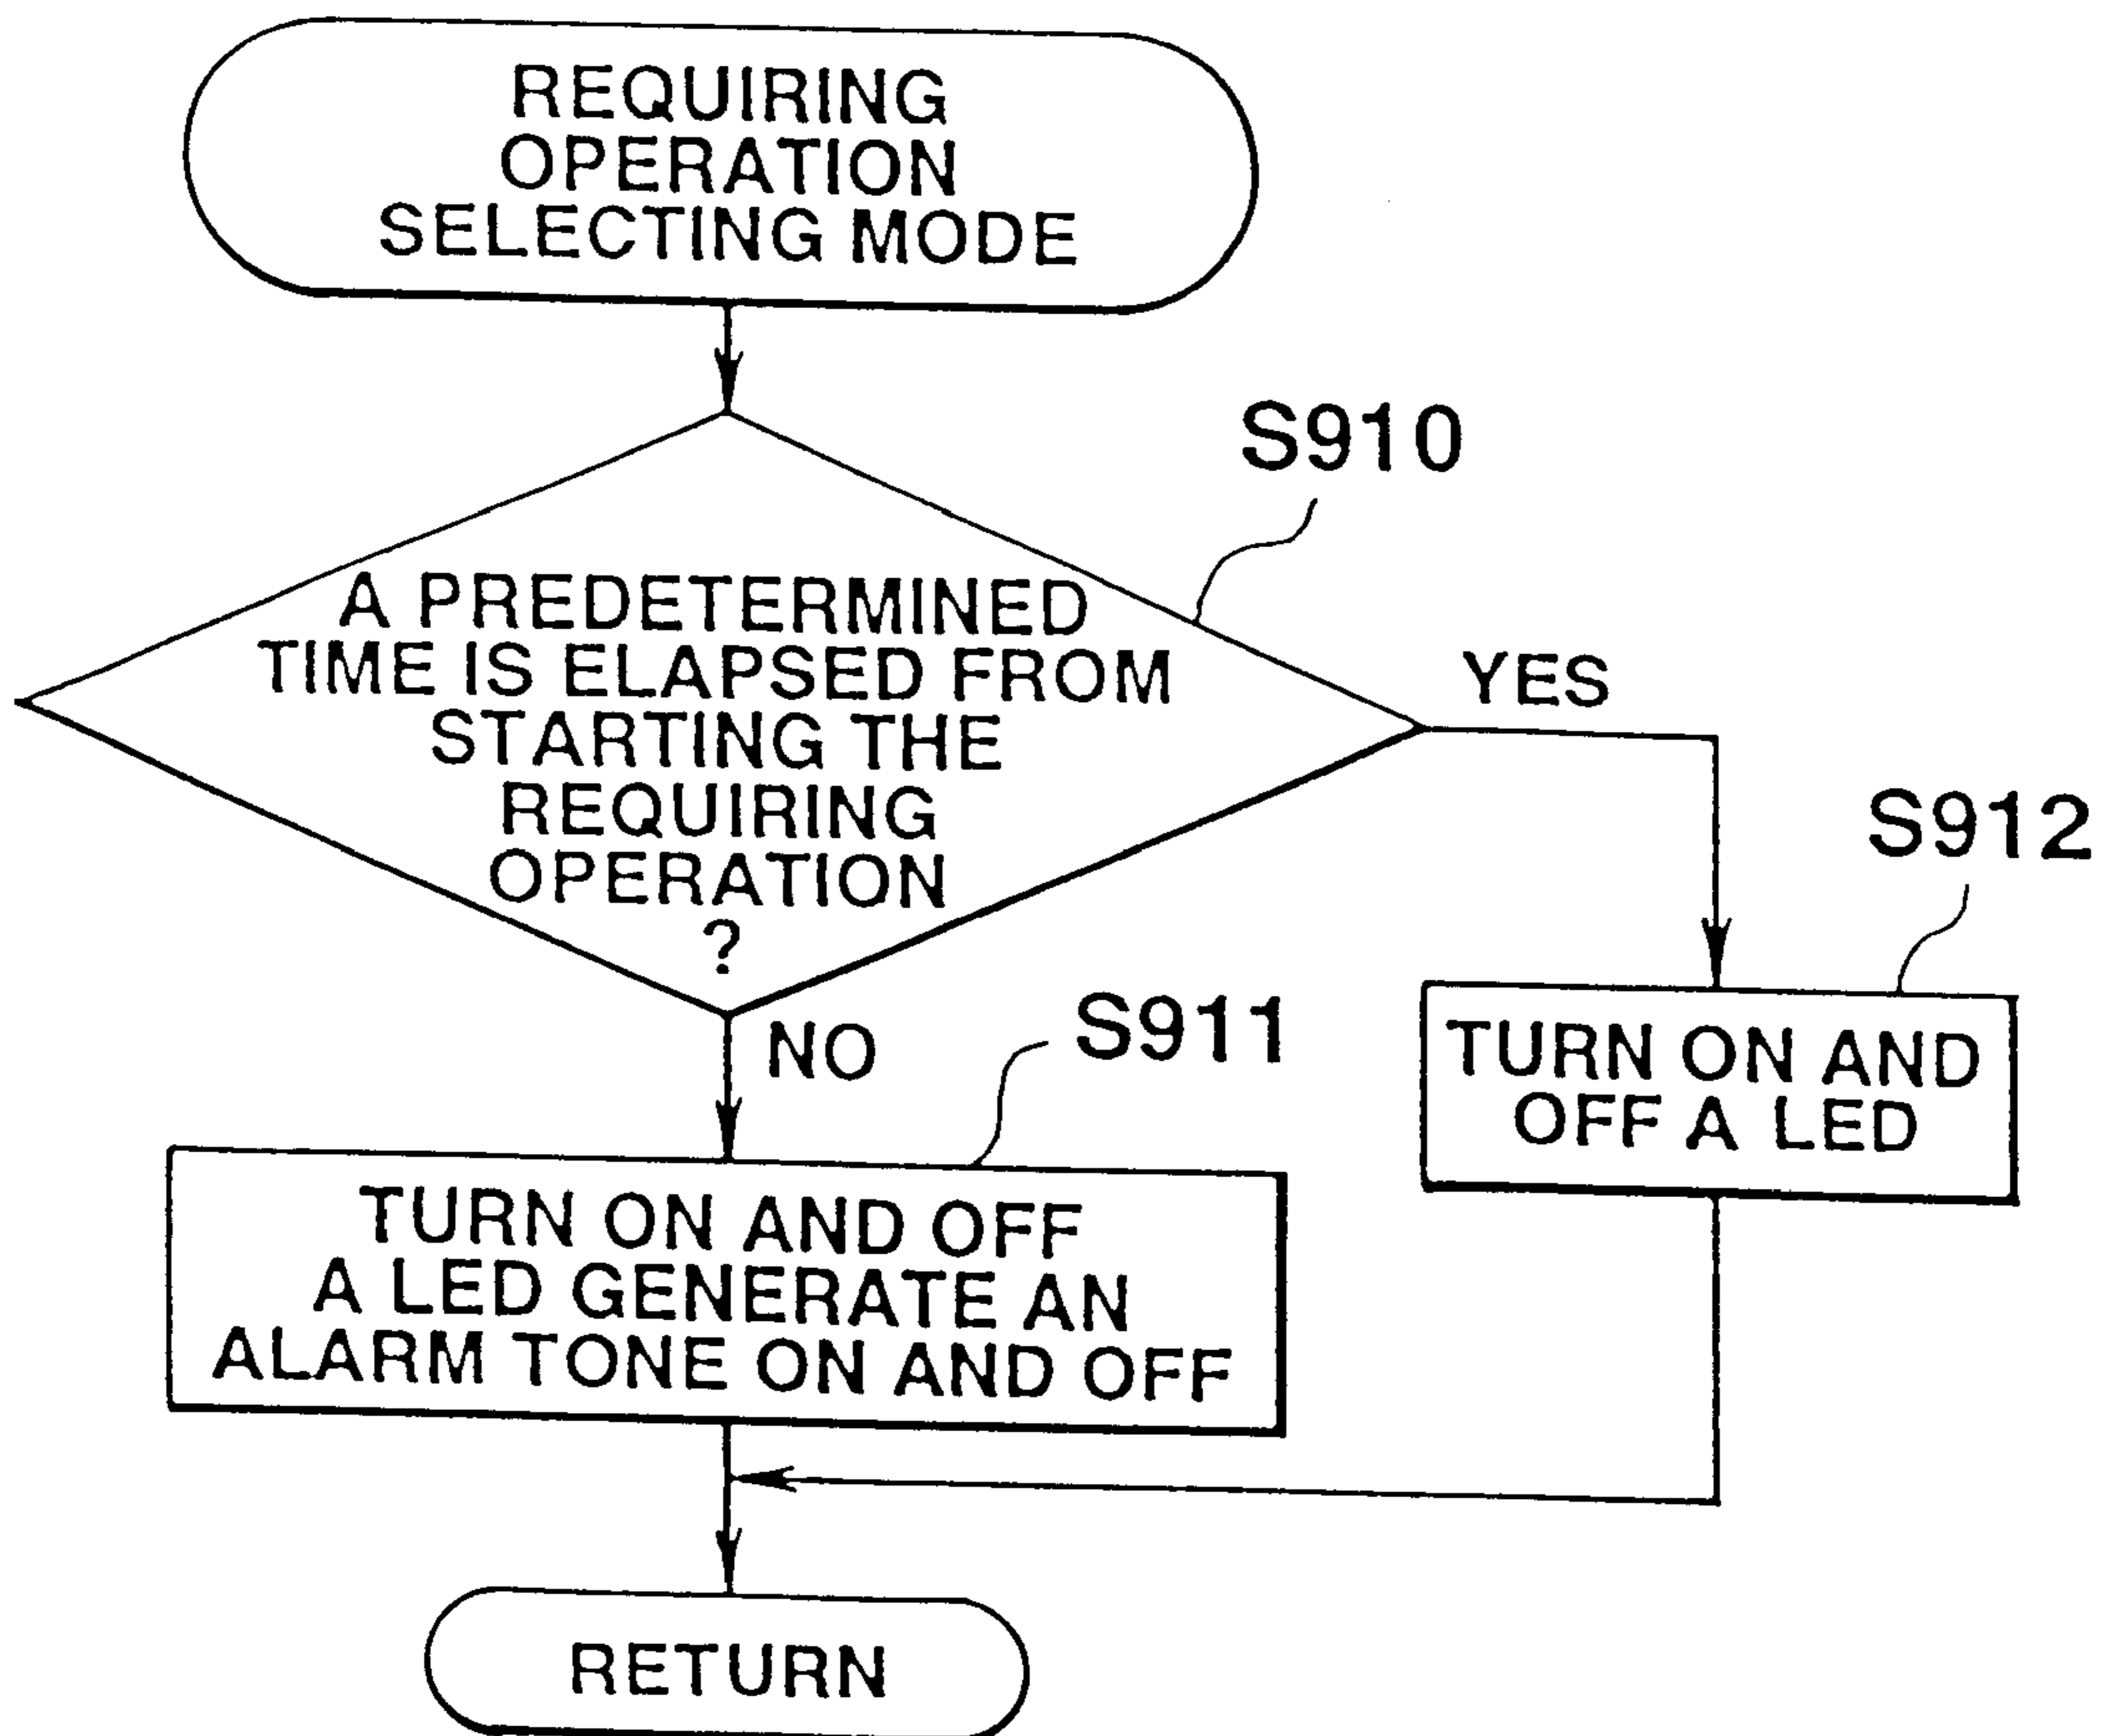 REQUIRING
OPERATION
SELECTING MODE
S910
A PREDETERMINED
TIME IS ELAPSED FROM
STARTING THE
REQUIRING
OPERATION
?
YES
S912
NO
S911
TURN ON AND
OFF A LED
TURN ON AND OFF
A LED GENERATE AN
ALARM TONE ON AND OFF
RETURN